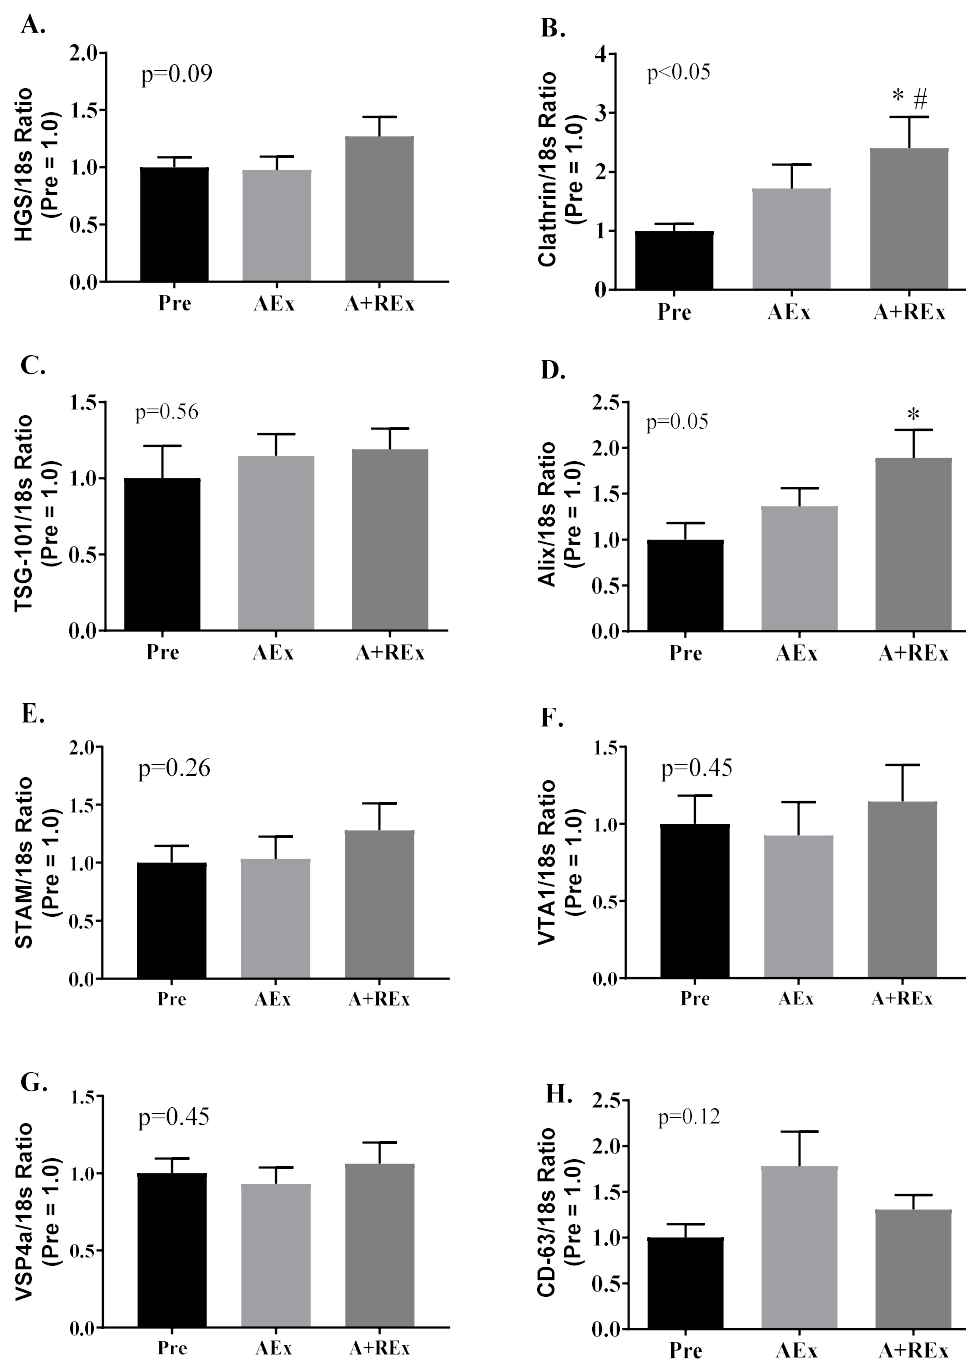 A.
HGS/18s Ratio
(Pre = 1.0)
2.0
1.5
1.0
0.5
0.0
p=0.09
Pre AEx A+REx
B.
Clathrin/18s Ratio
(Pre = 1.0)
4
3
2
1
0
p<0.05
* #
Pre AEx A+REx
C.
TSG-101/18s Ratio
(Pre = 1.0)
1.5
1.0
0.5
0.0
p=0.56
Pre AEx A+REx
D.
Alix/18s Ratio
(Pre = 1.0)
2.5
2.0
1.5
1.0
0.5
0.0
p=0.05
*
Pre AEx A+REx
E.
STAM/18s Ratio
(Pre = 1.0)
2.0
1.5
1.0
0.5
0.0
p=0.26
Pre AEx A+REx
F.
VTA1/18s Ratio
(Pre = 1.0)
1.5
1.0
0.5
0.0
p=0.45
Pre AEx A+REx
G.
VSP4a/18s Ratio
(Pre = 1.0)
1.5
1.0
0.5
0.0
p=0.45
Pre AEx A+REx
H.
CD-63/18s Ratio
(Pre = 1.0)
2.5
2.0
1.5
1.0
0.5
0.0
p=0.12
Pre AEx A+REx